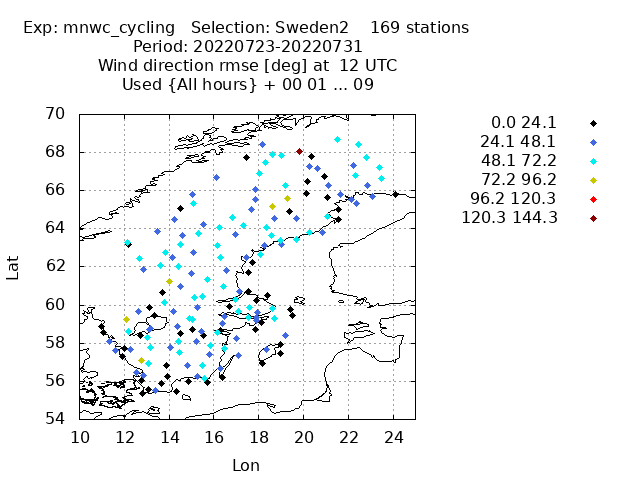 Exp: mnwc_cycling   Selection: Sweden2    169 stations
Period: 20220723-20220731
Wind direction rmse [deg] at  12 UTC
Used {All hours} + 00 01 ... 09
0.0 24.1
24.1 48.1
48.1 72.2
72.2 96.2
96.2 120.3
120.3 144.3
70
68
66
64
62
60
58
56
54
Lat
10 12 14 16 18 20 22 24
Lon